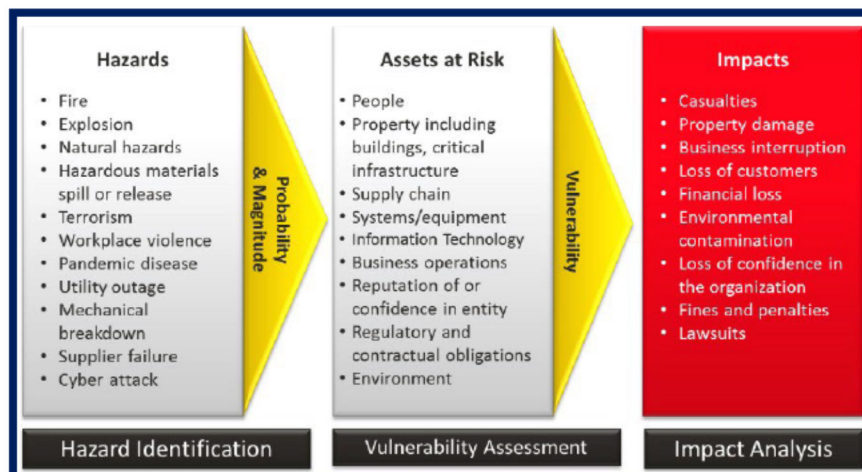 Hazards
• Fire
• Explosion
• Natural hazards
• Hazardous materials
spill or release
• Terrorism
• Workplace violence
• Pandemic disease
• Utility outage
• Mechanical
breakdown
• Supplier failure
• Cyber attack
Hazard Identification
Probability
& Magnitude
Assets at Risk
• People
• Property including
buildings, critical
infrastructure
• Supply chain
• Systems/equipment
• Information Technology
• Business operations
• Reputation of or
confidence in entity
• Regulatory and
contractual obligations
• Environment
Vulnerability Assessment
Vulnerability
Impacts
• Casualties
• Property damage
• Business interruption
• Loss of customers
• Financial loss
• Environmental
contamination
• Loss of confidence in
the organization
• Fines and penalties
• Lawsuits
Impact Analysis